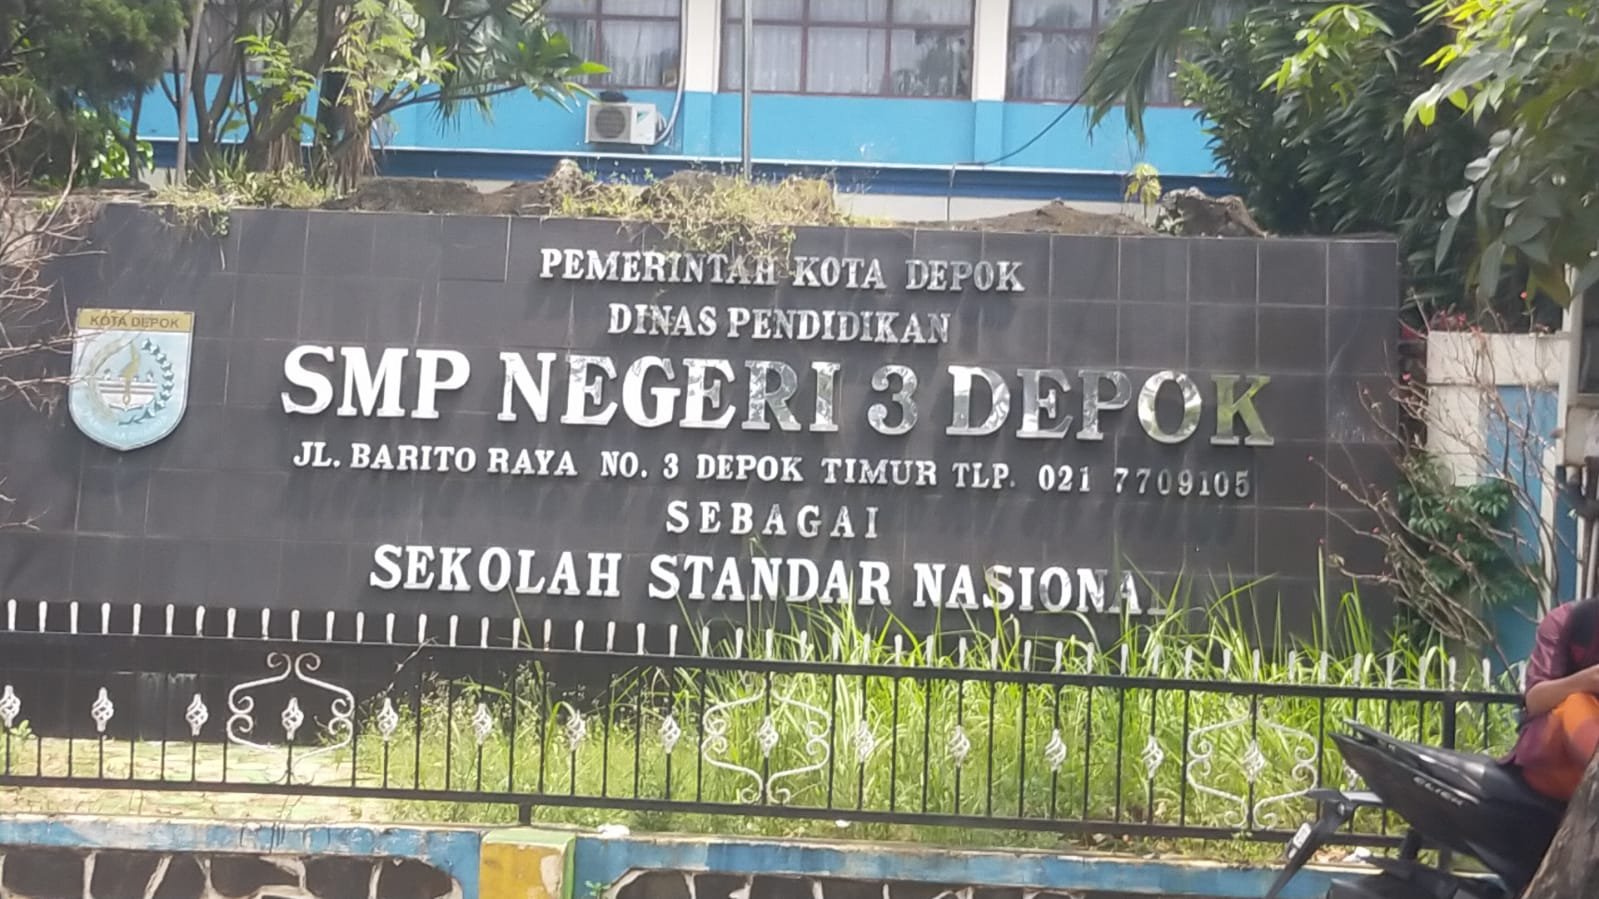 PEMERINTAH KOTA DEPOK
DINAS PENDIDIKAN
KOTA DEPOK
SMP NEGERI 3 DEPOK
JL. BARITO RAYA NO. 3 DEPOK TIMUR TLP. 021 7709105
SEBAGAI
SEKOLAH STANDAR NASIONAL
CLICK